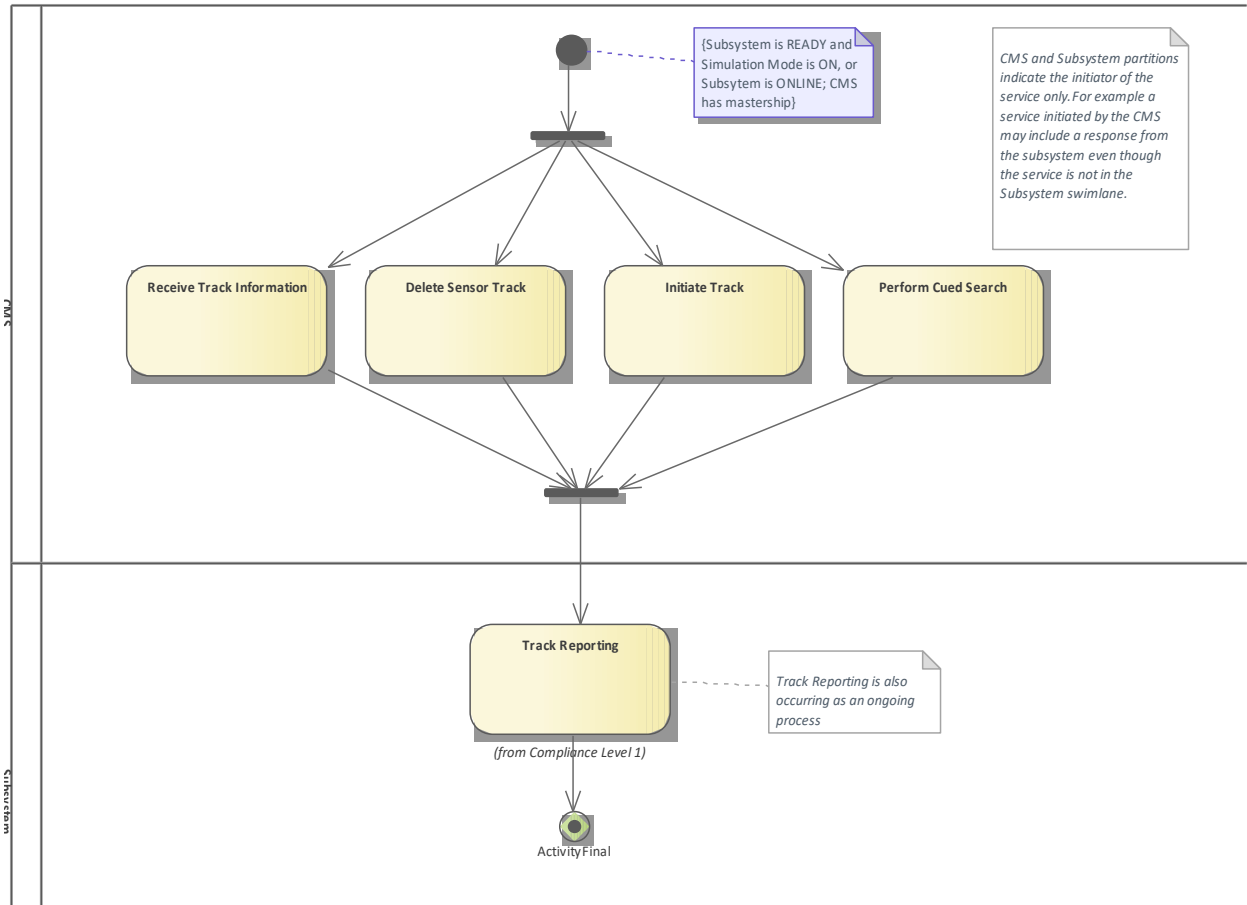 {Subsystem is READY and
Simulation Mode is ON, or
Subsytem is ONLINE; CMS
has mastership}
CMS and Subsystem partitions
indicate the initiator of the
service only.For example a
service initiated by the CMS
may include a response from
the subsystem even though
the service is not in the
Subsystem swimlane.
Receive Track Information
Delete Sensor Track
Initiate Track
Perform Cued Search
CMS
Track Reporting
(from Compliance Level 1)
Track Reporting is also
occurring as an ongoing
process
Subsystem
ActivityFinal